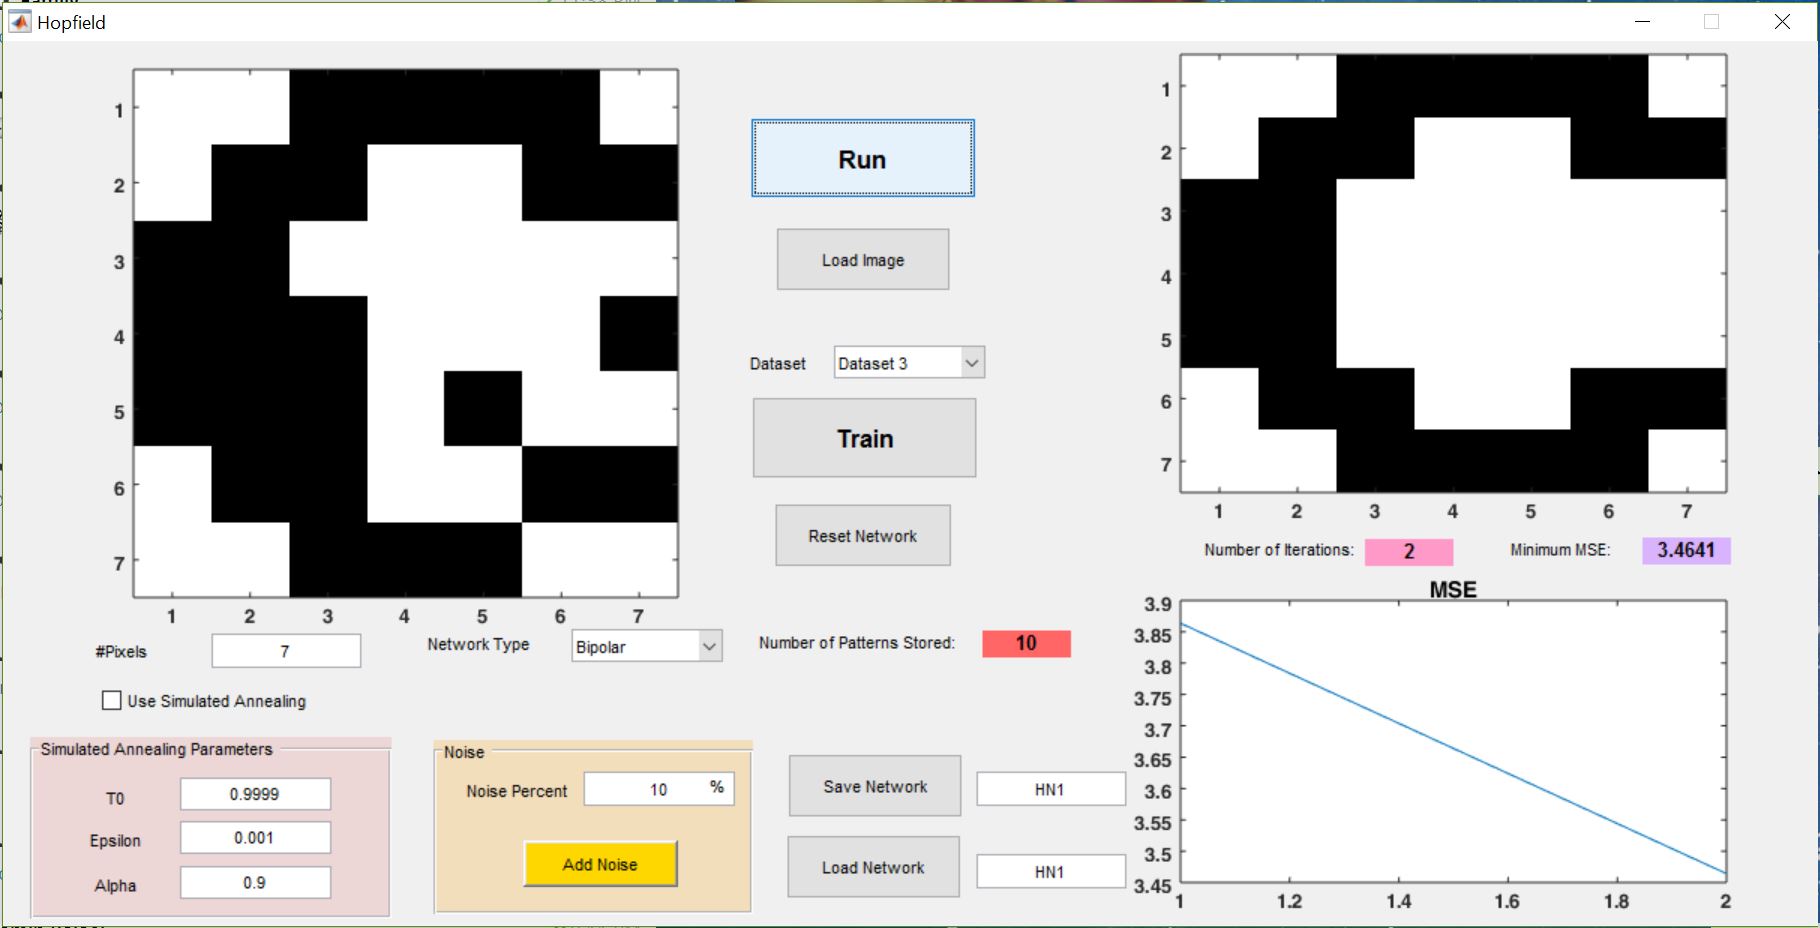 Hopfield
1
2
3
4
5
6
7
1 2 3 4 5 6 7
#Pixels 7
Network Type Bipolar
Use Simulated Annealing
Simulated Annealing Parameters
T0 0.9999
Epsilon 0.001
Alpha 0.9
Noise
Noise Percent 10 %
Add Noise
Run
Load Image
Dataset Dataset 3
Train
Reset Network
Number of Patterns Stored: 10
Save Network HN1
Load Network HN1
1
2
3
4
5
6
7
1 2 3 4 5 6 7
Number of Iterations: 2
Minimum MSE: 3.4641
MSE
3.9
3.85
3.8
3.75
3.7
3.65
3.6
3.55
3.5
3.45
1 1.2 1.4 1.6 1.8 2